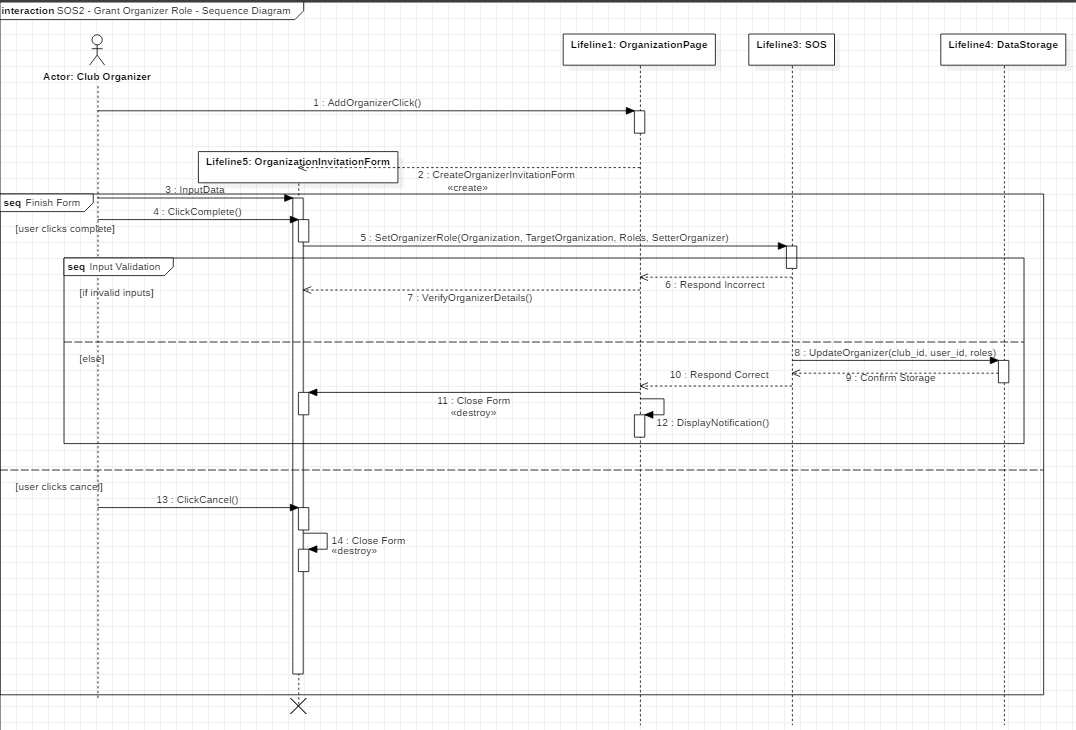 interaction SOS2 - Grant Organizer Role - Sequence Diagram
Actor: Club Organizer
Lifeline1: OrganizationPage
Lifeline3: SOS
Lifeline4: DataStorage
1 : AddOrganizerClick()
Lifeline5: OrganizationInvitationForm
2 : CreateOrganizerInvitationForm
«create»
3 : InputData
seq Finish Form
4 : ClickComplete()
[user clicks complete]
5 : SetOrganizerRole(Organization, TargetOrganization, Roles, SetterOrganizer)
seq Input Validation
6 : Respond Incorrect
[if invalid inputs]
7 : VerifyOrganizerDetails()
[else]
8 : UpdateOrganizer(club_id, user_id, roles)
10 : Respond Correct
9 : Confirm Storage
11 : Close Form
«destroy»
12 : DisplayNotification()
[user clicks cancel]
13 : ClickCancel()
14 : Close Form
«destroy»